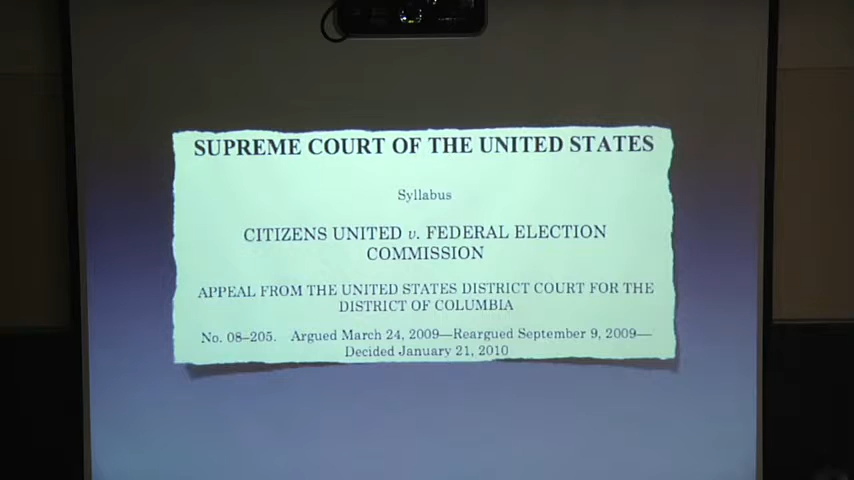 SUPREME COURT OF THE UNITED STATES
Syllabus
CITIZENS UNITED v. FEDERAL ELECTION
COMMISSION
APPEAL FROM THE UNITED STATES DISTRICT COURT FOR THE
DISTRICT OF COLUMBIA
No. 08–205. Argued March 24, 2009—Reargued September 9, 2009—
Decided January 21, 2010